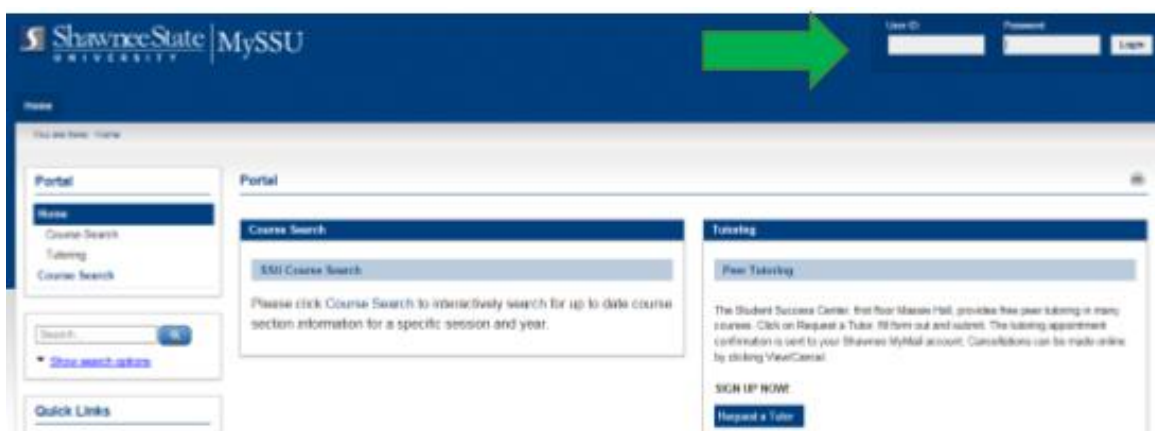 ShawneeState MySSU
UNIVERSITY
User ID
Password
Login
Home
You are here: Home
Portal
Home
Course Search
Tutoring
Course Search
Search
Show search options
Quick Links
Portal
Course Search
SSU Course Search
Please click Course Search to interactively search for up to date course
section information for a specific session and year.
Tutoring
Peer Tutoring
The Student Success Center, first floor Massie Hall, provides free peer tutoring in many
courses. Click on Request a Tutor, fill form out and submit. The tutoring appointment
confirmation is sent to your Shawnee MyMail account. Cancellations can be made online
by clicking View/Cancel.
SIGN UP NOW!
Request a Tutor